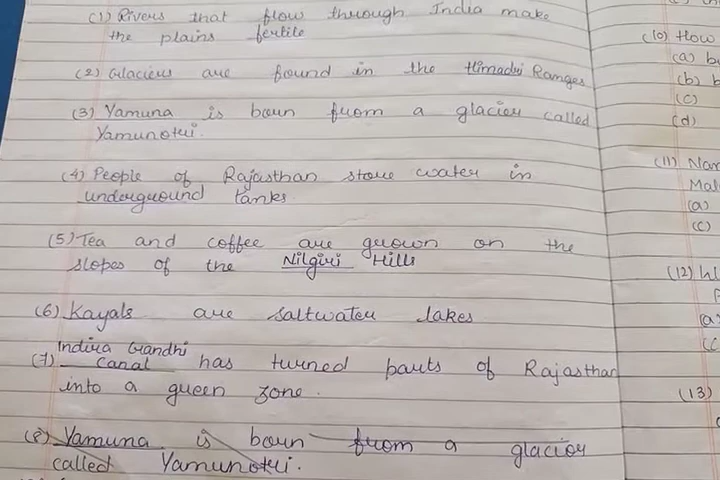 (1) Rivers that flow through India make
the plains fertile
(2) Glaciers are found in the Himadri Ranges
(3) Yamuna is born from a glacier called
Yamunotri.
(4) People of Rajasthan store water in
underground tanks.
(5) Tea and coffee are grown on the
slopes of the Nilgiri Hills
(6) Kayals are saltwater lakes
Indira Gandhi
(7) Canal has turned parts of Rajasthan
into a green zone.
(8) Yamuna is born from a glacier
called Yamunotri.
(10) How
(a)
(b)
(c)
(d)
(11) Nam
Mal
(a)
(c)
(12)
(a)
(c
(13)